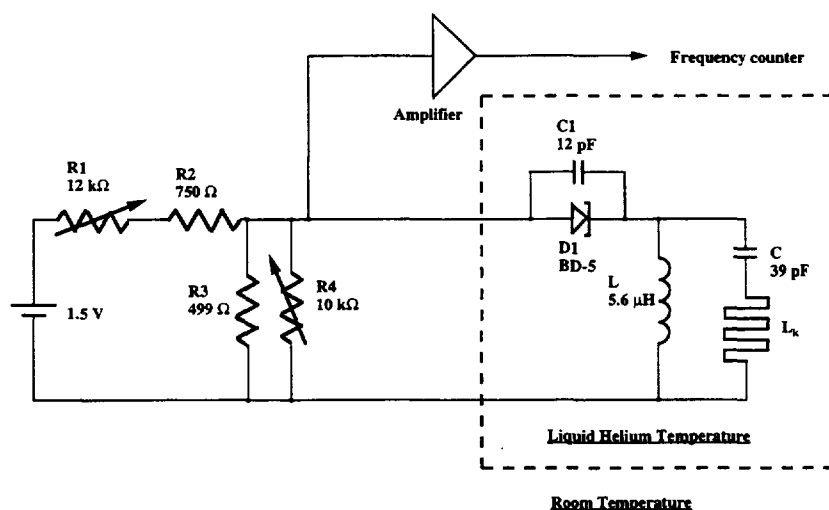 Frequency counter
Amplifier
C1
12 pF
R1
12 kΩ
R2
750 Ω
D1
BD-5
C
39 pF
L
5.6 μH
R3
499 Ω
R4
10 kΩ
1.5 V
Lk
Liquid Helium Temperature
Room Temperature